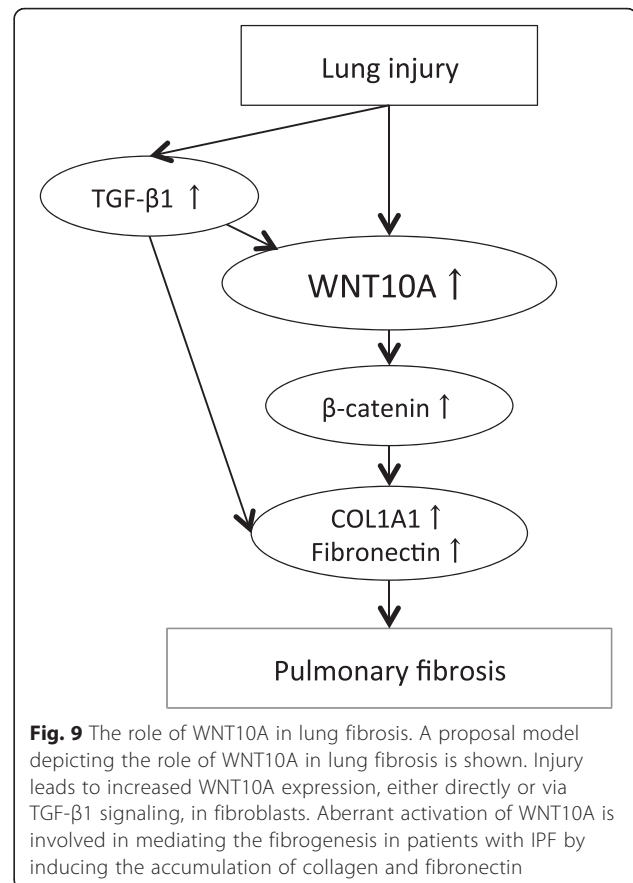 Lung injury
TGF-β1 ↑
WNT10A ↑
β-catenin ↑
COL1A1 ↑
Fibronectin ↑
Pulmonary fibrosis
Fig. 9 The role of WNT10A in lung fibrosis. A proposal model
depicting the role of WNT10A in lung fibrosis is shown. Injury
leads to increased WNT10A expression, either directly or via
TGF-β1 signaling, in fibroblasts. Aberrant activation of WNT10A is
involved in mediating the fibrogenesis in patients with IPF by
inducing the accumulation of collagen and fibronectin